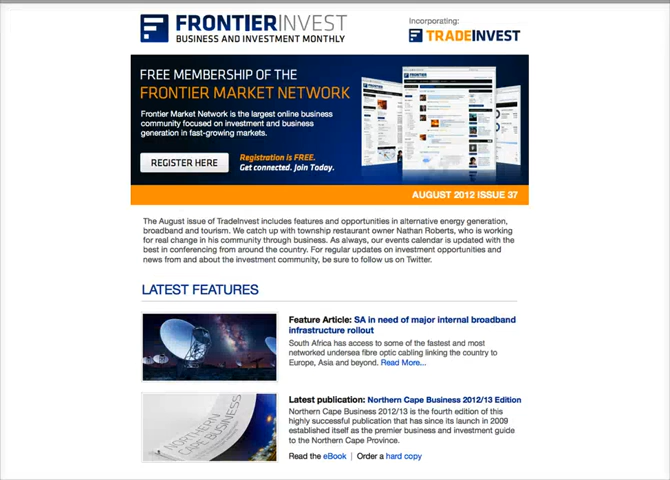 FRONTIERINVEST
BUSINESS AND INVESTMENT MONTHLY
Incorporating:
TRADEINVEST
FREE MEMBERSHIP OF THE
FRONTIER MARKET NETWORK
Frontier Market Network is the largest online business
community focused on investment and business
generation in fast-growing markets.
REGISTER HERE
Registration is FREE.
Get connected. Join Today.
AUGUST 2012 ISSUE 37
The August issue of TradeInvest includes features and opportunities in alternative energy generation,
broadband and tourism. We catch up with township restaurant owner Nathan Roberts, who is working
for real change in his community through business. As always, our events calendar is updated with the
best in conferencing from around the country. For regular updates on investment opportunities and
news from and about the investment community, be sure to follow us on Twitter.
LATEST FEATURES
Feature Article: SA in need of major internal broadband
infrastructure rollout
South Africa has access to some of the fastest and most
networked undersea fibre optic cabling linking the country to
Europe, Asia and beyond. Read More...
NORTHERN
CAPE BUSINESS
Latest publication: Northern Cape Business 2012/13 Edition
Northern Cape Business 2012/13 is the fourth edition of this
highly successful publication that has since its launch in 2009
established itself as the premier business and investment guide
to the Northern Cape Province.
Read the eBook | Order a hard copy